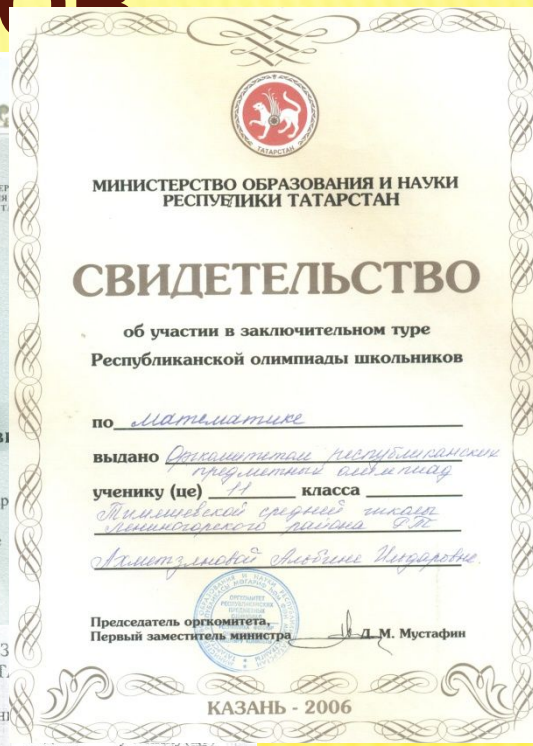 ТАТАРСТАН
МИНИСТЕРСТВО ОБРАЗОВАНИЯ И НАУКИ
РЕСПУБЛИКИ ТАТАРСТАН
СВИДЕТЕЛЬСТВО
об участии в заключительном туре
Республиканской олимпиады школьников
по математике
выдано Оргкомитетом республиканских
предметных олимпиад
ученику (це) 11 класса
Тимяшевской средней школы
Лениногорского района РТ
Ахметзяновой Альбине Илдаровне.
Председатель оргкомитета,
Первый заместитель министра Д. М. Мустафин
КАЗАНЬ - 2006